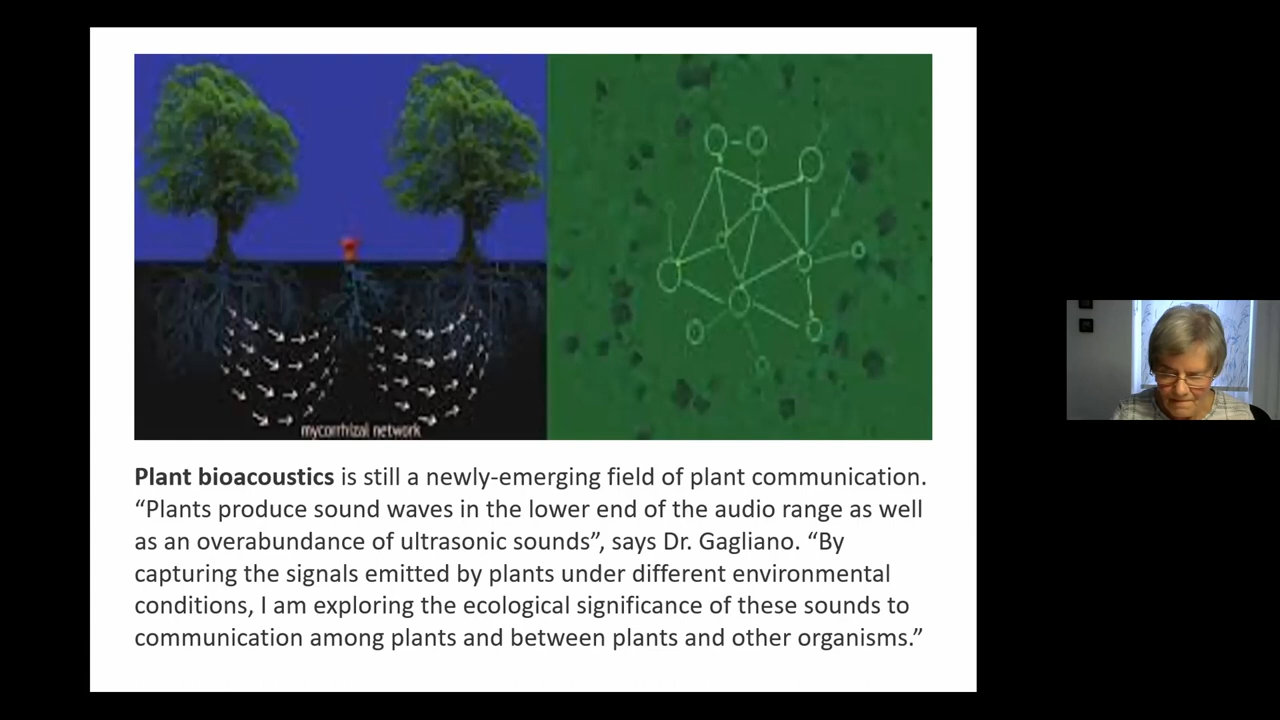 mycorrhizal network
Plant bioacoustics is still a newly-emerging field of plant communication.
“Plants produce sound waves in the lower end of the audio range as well
as an overabundance of ultrasonic sounds”, says Dr. Gagliano. “By
capturing the signals emitted by plants under different environmental
conditions, I am exploring the ecological significance of these sounds to
communication among plants and between plants and other organisms.”